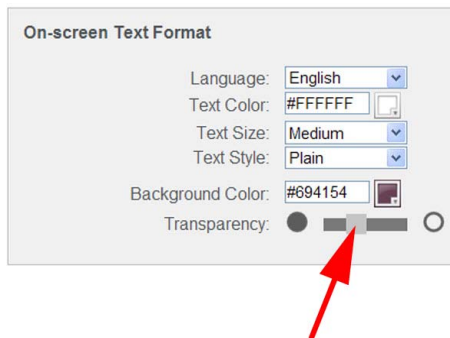 On-screen Text Format
Language: English
Text Color: #FFFFFF
Text Size: Medium
Text Style: Plain
Background Color: #694154
Transparency: